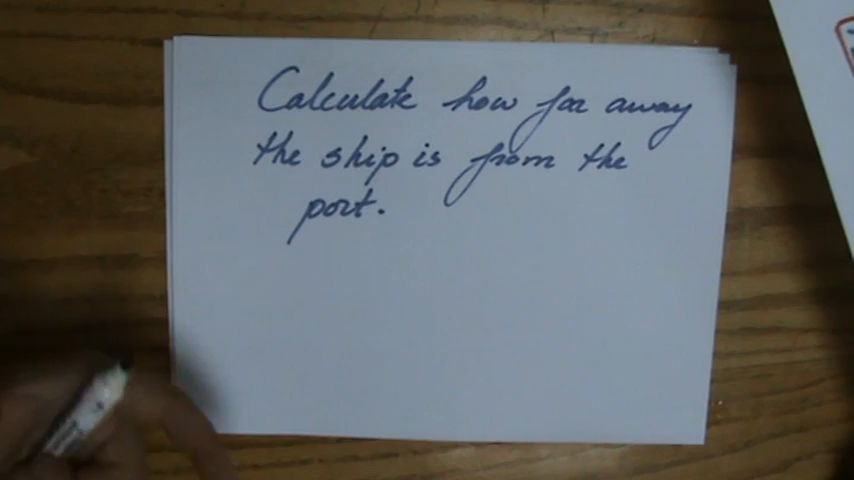 Calculate how far away
the ship is from the
port.